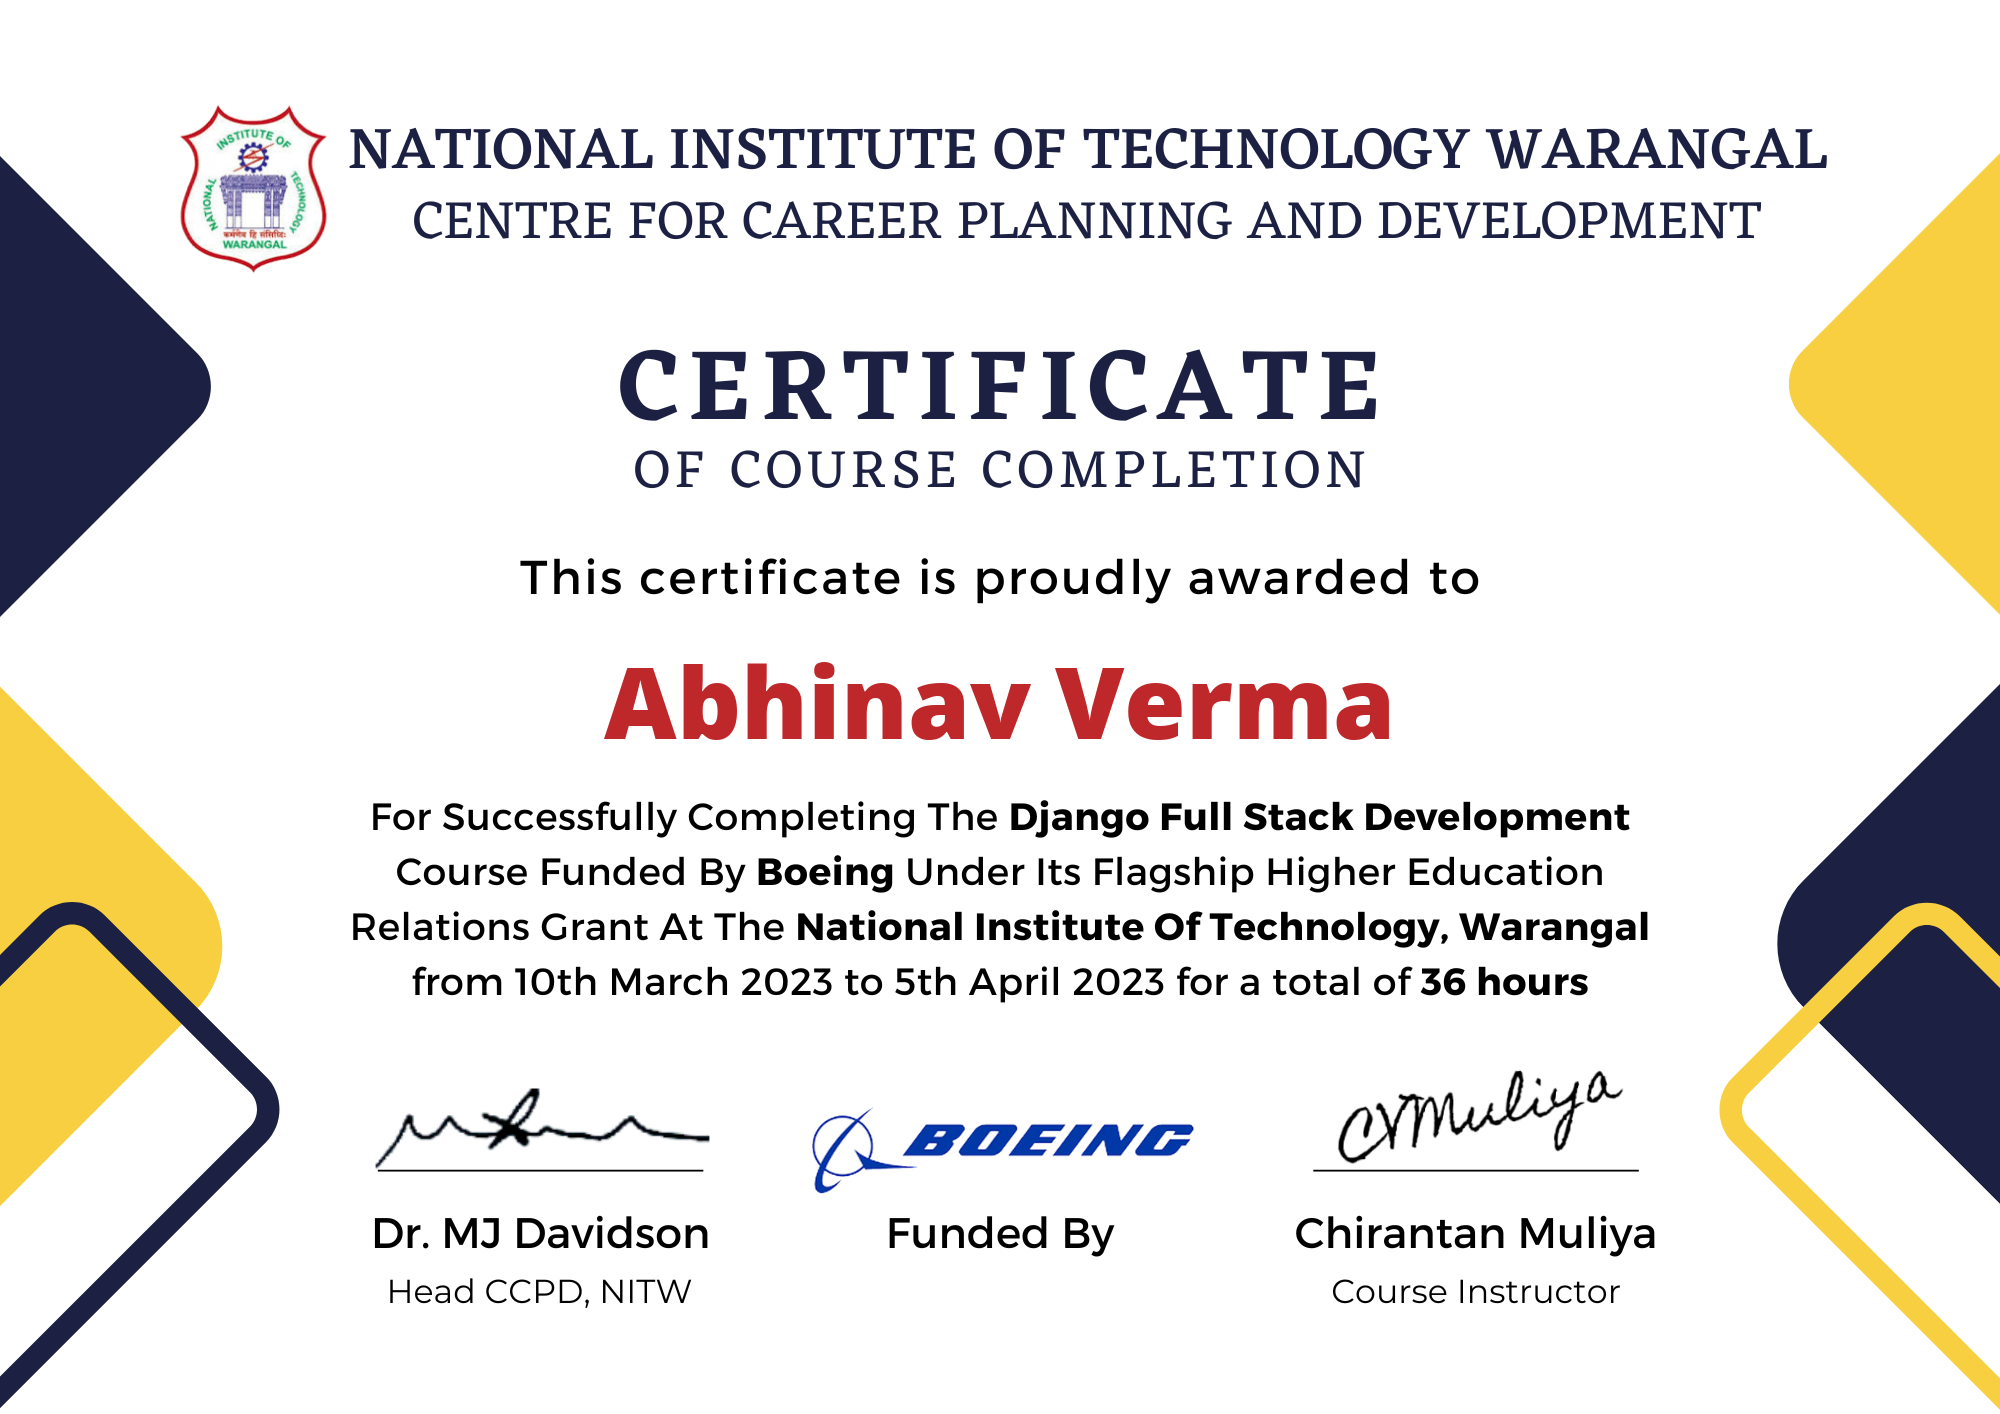 INSTITUTE OF
NATIONAL
TECHNOLOGY
कर्मणैव हि संसिद्धिः
WARANGAL
NATIONAL INSTITUTE OF TECHNOLOGY WARANGAL
CENTRE FOR CAREER PLANNING AND DEVELOPMENT
CERTIFICATE
OF COURSE COMPLETION
This certificate is proudly awarded to
Abhinav Verma
For Successfully Completing The Django Full Stack Development
Course Funded By Boeing Under Its Flagship Higher Education
Relations Grant At The National Institute Of Technology, Warangal
from 10th March 2023 to 5th April 2023 for a total of 36 hours
CVMuliya
BOEING
Dr. MJ Davidson
Funded By
Chirantan Muliya
Head CCPD, NITW
Course Instructor